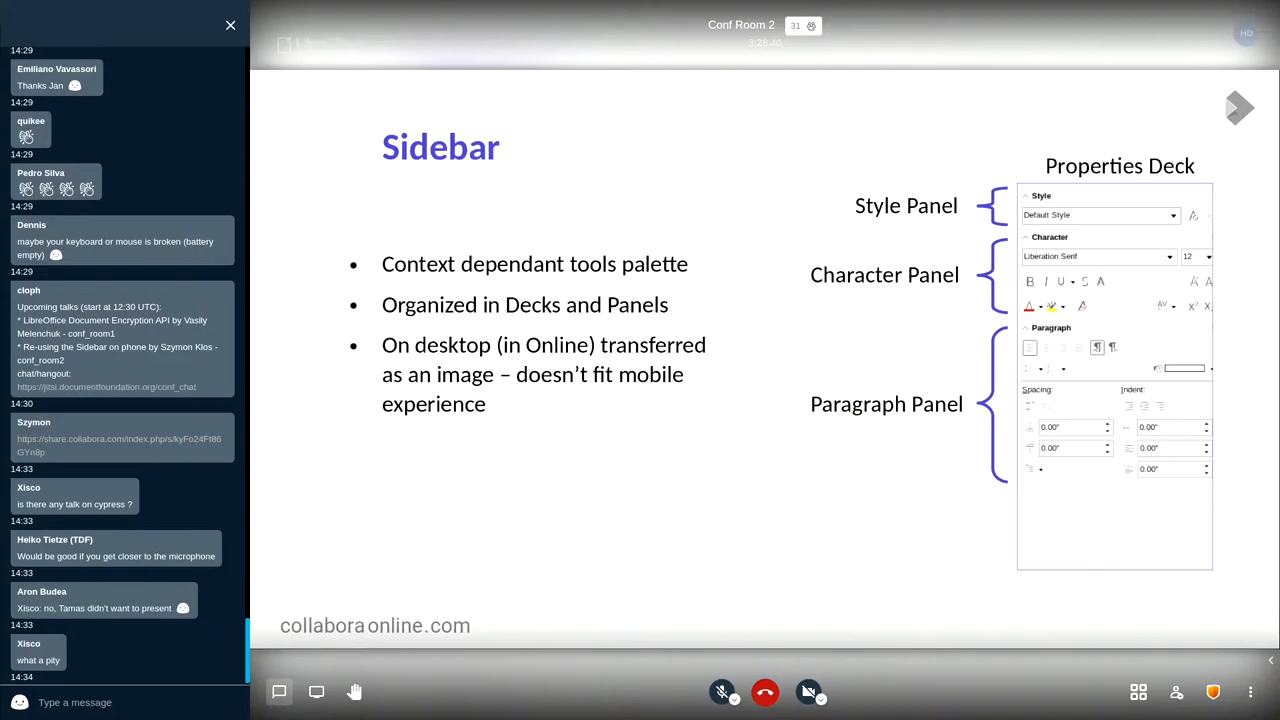 14:29
Emiliano Vavassori
Thanks Jan
14:29
quikee
14:29
Pedro Silva
14:29
Dennis
maybe your keyboard or mouse is broken (battery
empty)
14:29
cloph
Upcoming talks (start at 12:30 UTC):
* LibreOffice Document Encryption API by Vasily
Melenchuk - conf_room1
* Re-using the Sidebar on phone by Szymon Kłos -
conf_room2
chat/hangout:
https://jitsi.documentfoundation.org/conf_chat
14:30
Szymon
https://share.collabora.com/index.php/s/kyFo24Ft86
GYn8p
14:33
Xisco
is there any talk on cypress ?
14:33
Heiko Tietze (TDF)
Would be good if you get closer to the microphone
14:33
Aron Budea
Xisco: no, Tamas didn't want to present
14:33
Xisco
what a pity
14:34
Type a message
Conf Room 2
31
3:28:40
HD
Sidebar
• Context dependant tools palette
• Organized in Decks and Panels
• On desktop (in Online) transferred
as an image – doesn't fit mobile
experience
Properties Deck
Style Panel
Character Panel
Paragraph Panel
Style
Default Style
Character
Liberation Serif
12
B I U S A
Paragraph
Spacing:
Indent:
0.00"
0.00"
0.00"
0.00"
0.00"
collaboraonline.com